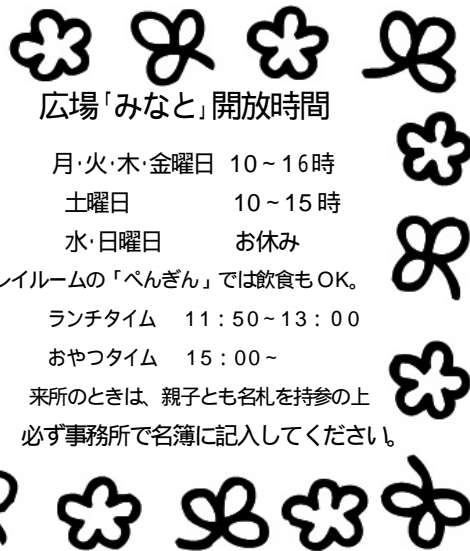 広場「みなと」開放時間
月・火・木・金曜日 10~16時
土曜日 10~15時
水・日曜日 お休み
レイルームの「ぺんぎん」では飲食もOK。
ランチタイム 11:50~13:00
おやつタイム 15:00~
来所のときは、親子とも名札を持参の上
必ず事務所で名簿に記入してください。